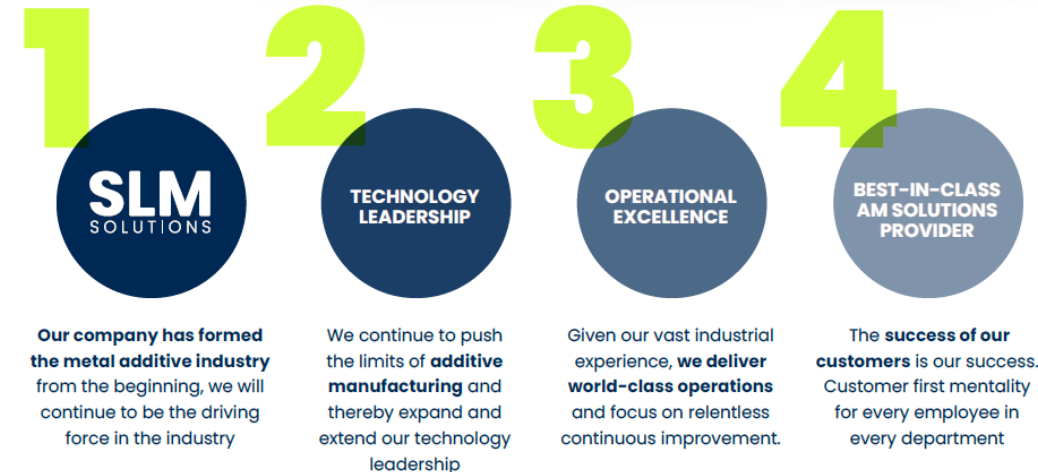 1
SLM
SOLUTIONS
Our company has formed
the metal additive industry
from the beginning, we will
continue to be the driving
force in the industry
2
TECHNOLOGY
LEADERSHIP
We continue to push
the limits of additive
manufacturing and
thereby expand and
extend our technology
leadership
3
OPERATIONAL
EXCELLENCE
Given our vast industrial
experience, we deliver
world-class operations
and focus on relentless
continuous improvement.
4
BEST-IN-CLASS
AM SOLUTIONS
PROVIDER
The success of our
customers is our success.
Customer first mentality
for every employee in
every department